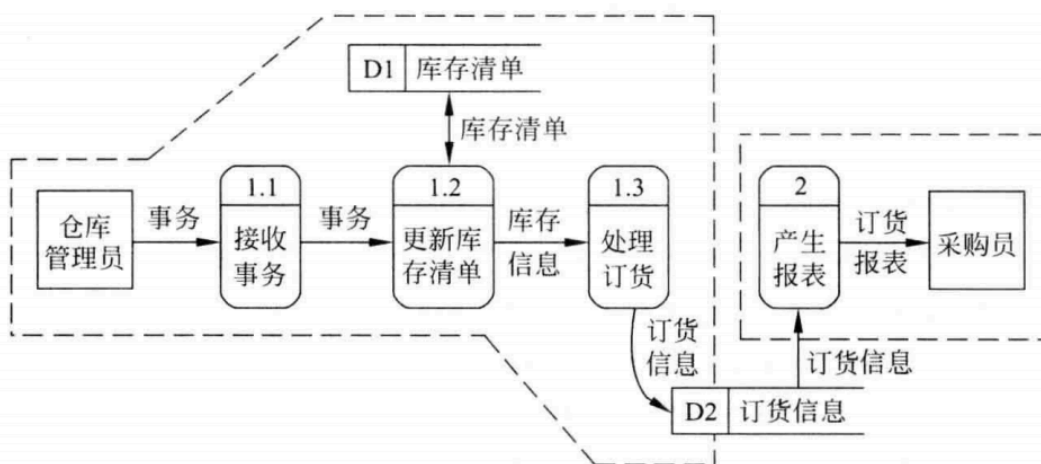 D1 库存清单
库存清单
仓库
管理员
事务
1.1
接收
事务
事务
1.2
更新库
存清单
库存
信息
1.3
处理
订货
订货
信息
D2 订货信息
订货信息
2
产生
报表
订货
报表
采购员